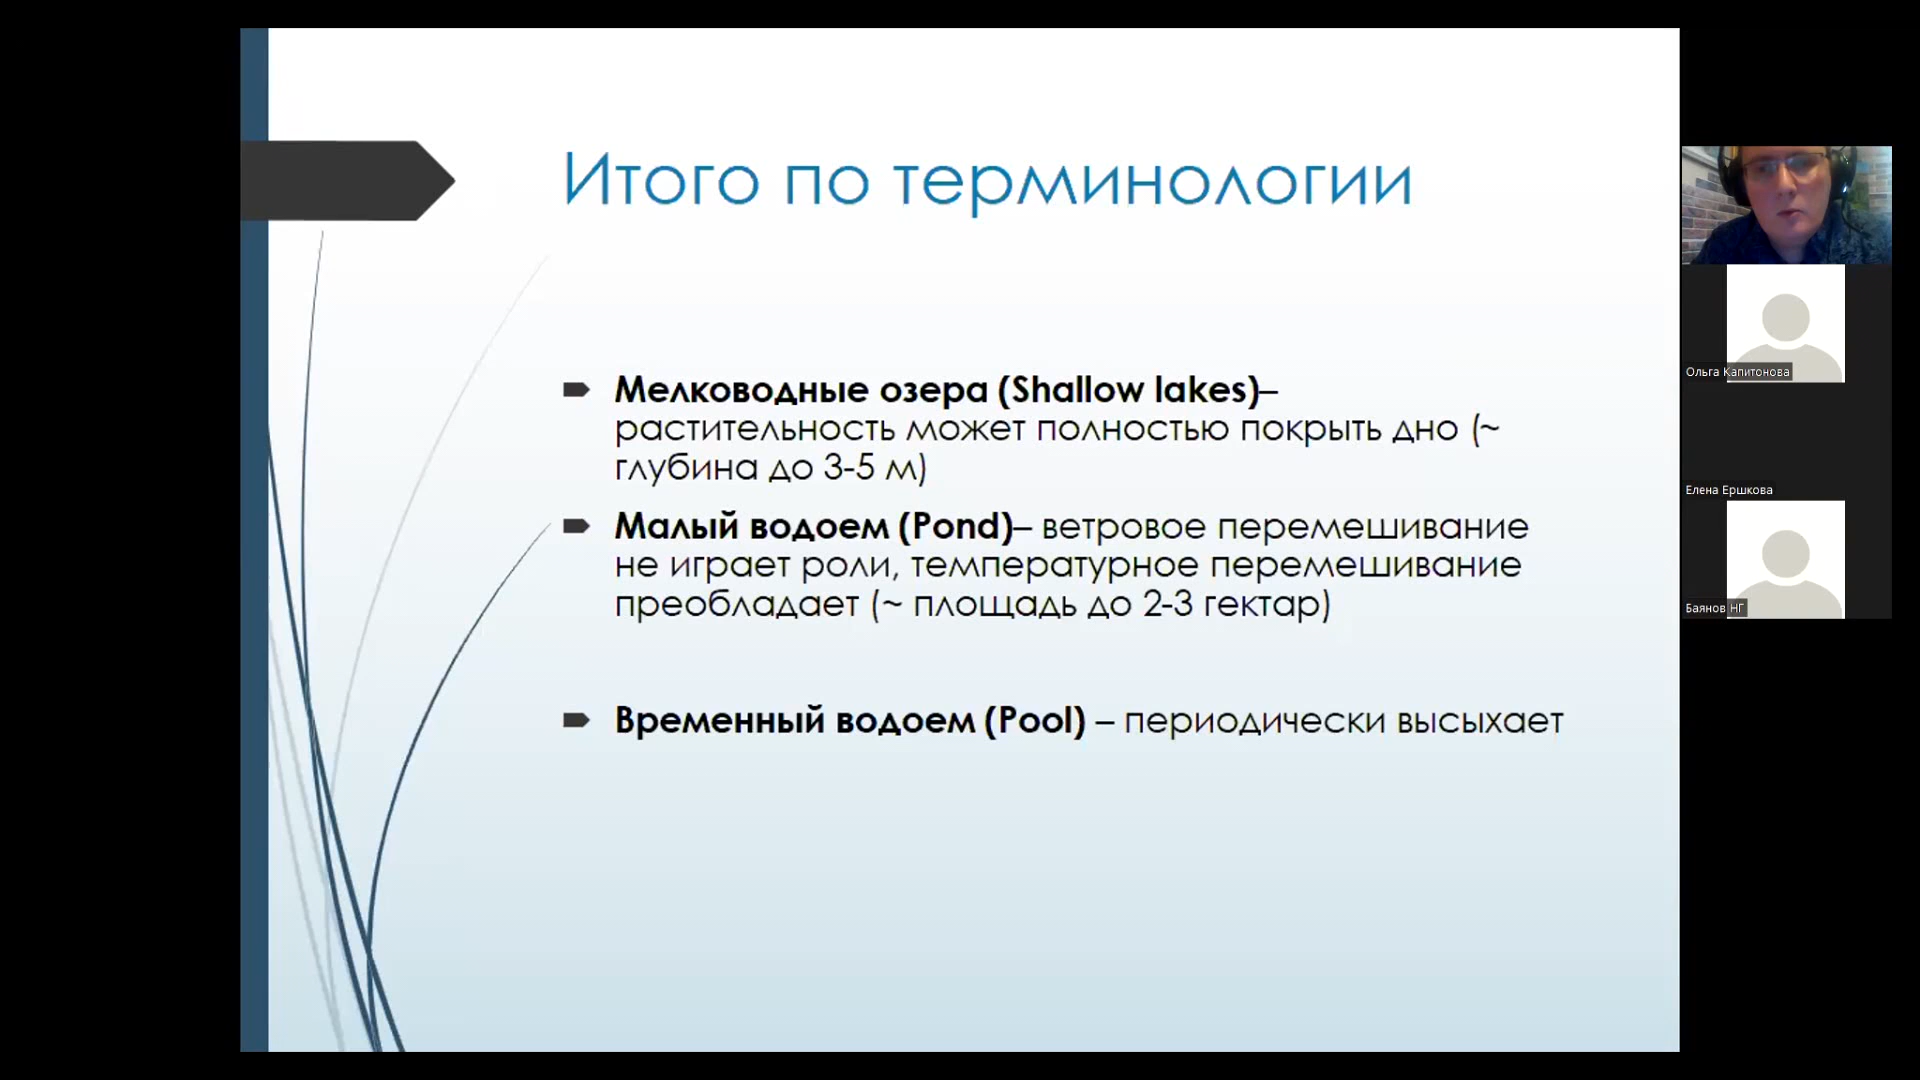 Итого по терминологии
Мелководные озера (Shallow lakes)–
растительность может полностью покрыть дно (~
глубина до 3-5 м)
Малый водоем (Pond)– ветровое перемешивание
не играет роли, температурное перемешивание
преобладает (~ площадь до 2-3 гектар)
Временный водоем (Pool) – периодически высыхает
Ольга Капитонова
Елена Ершкова
Баянов НГ